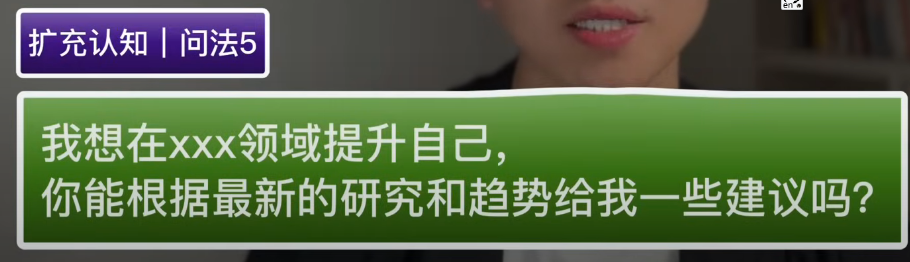 en
扩充认知｜问法5
我想在xxx领域提升自己,
你能根据最新的研究和趋势给我一些建议吗?